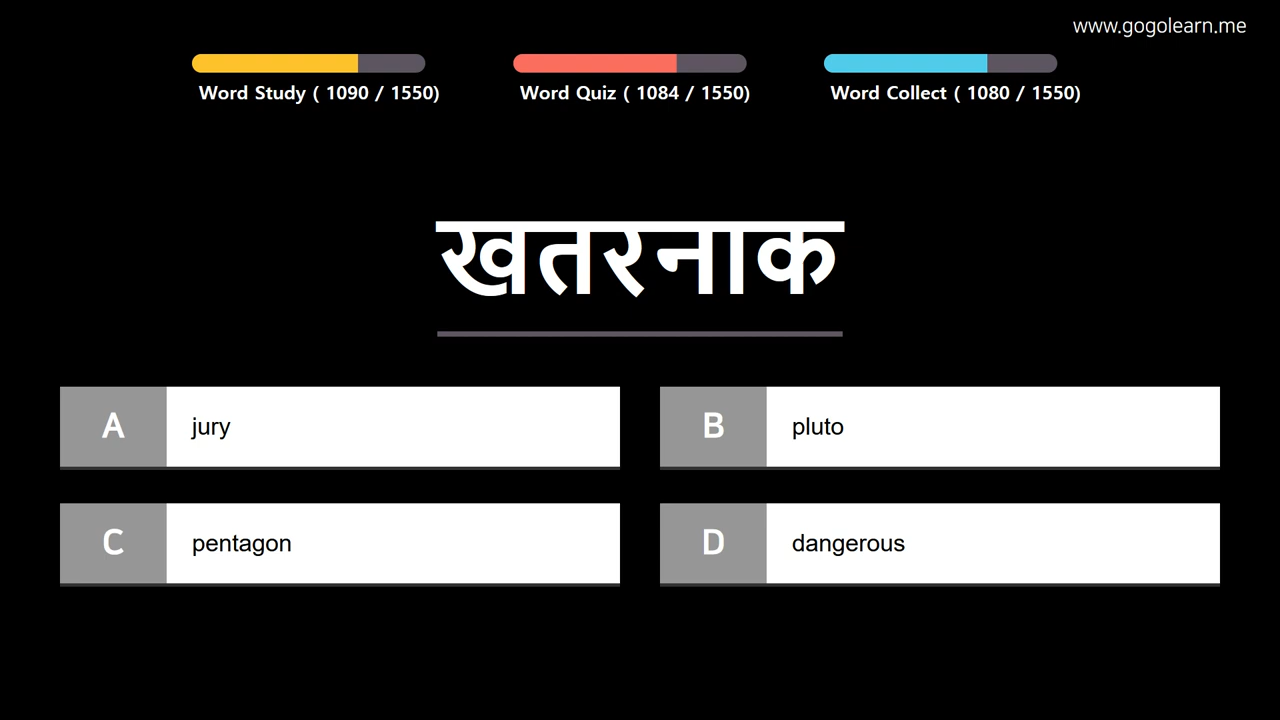 www.gogolearn.me
Word Study ( 1090 / 1550)
Word Quiz ( 1084 / 1550)
Word Collect ( 1080 / 1550)
खतरनाक
A jury
B pluto
C pentagon
D dangerous